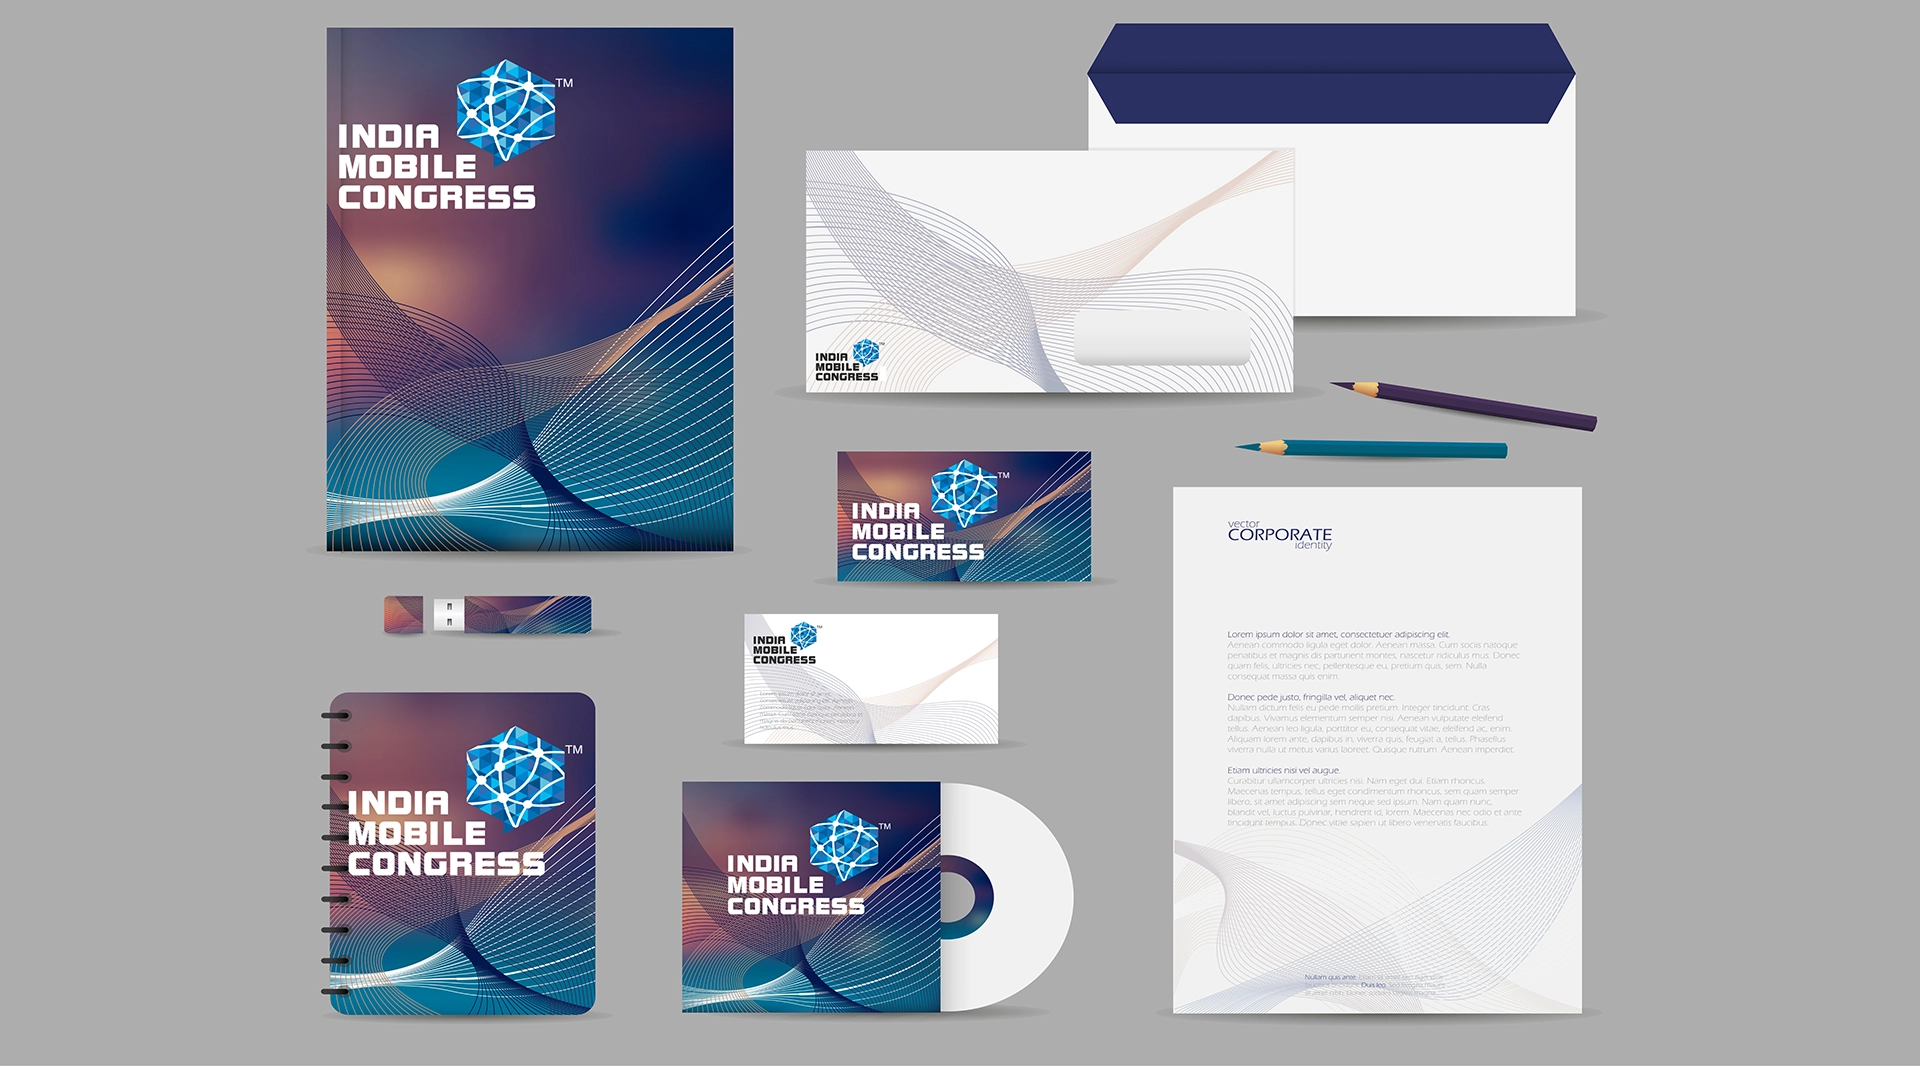 INDIA
MOBILE
CONGRESS
TM
INDIA
MOBILE
CONGRESS
TM
INDIA
MOBILE
CONGRESS
TM
INDIA
MOBILE
CONGRESS
TM
INDIA
MOBILE
CONGRESS
TM
INDIA
MOBILE
CONGRESS
TM
vector
CORPORATE
identity
Lorem ipsum dolor sit amet, consectetuer adipiscing elit.
Aenean commodo ligula eget dolor. Aenean massa. Cum sociis natoque
penatibus et magnis dis parturient montes, nascetur ridiculus mus. Donec
quam felis, ultricies nec, pellentesque eu, pretium quis, sem. Nulla
consequat massa quis enim.
Donec pede justo, fringilla vel, aliquet nec.
Nullam dictum felis eu pede mollis pretium. Integer tincidunt. Cras
dapibus. Vivamus elementum semper nisi. Aenean vulputate eleifend
tellus. Aenean leo ligula, porttitor eu, consequat vitae, eleifend ac, enim.
Aliquam lorem ante, dapibus in, viverra quis, feugiat a, tellus. Phasellus
viverra nulla ut metus varius laoreet. Quisque rutrum. Aenean imperdiet.
Etiam ultricies nisi vel augue.
Curabitur ullamcorper ultricies nisi. Nam eget dui. Etiam rhoncus.
Maecenas tempus, tellus eget condimentum rhoncus, sem quam semper
libero, sit amet adipiscing sem neque sed ipsum. Nam quam nunc,
blandit vel, luctus pulvinar, hendrerit id, lorem. Maecenas nec odio et ante
tincidunt tempus. Donec vitae sapien ut libero venenatis faucibus.
Nullam quis ante.
Duis leo.